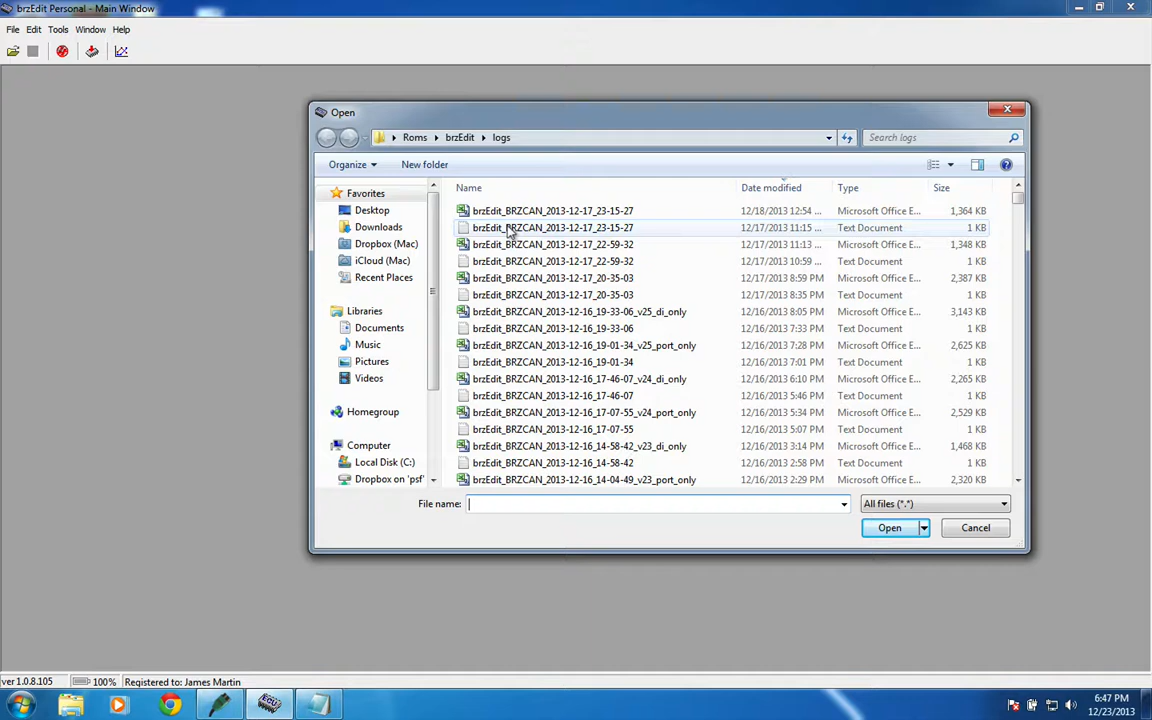 brzEdit Personal - Main Window
File Edit Tools Window Help
Open
Roms brzEdit logs
Search logs
Organize New folder
Name Date modified Type Size
Favorites
Desktop
Downloads
Dropbox (Mac)
iCloud (Mac)
Recent Places
Libraries
Documents
Music
Pictures
Videos
Homegroup
Computer
Local Disk (C:)
Dropbox on 'psf'
brzEdit_BRZCAN_2013-12-17_23-15-27 12/18/2013 12:54 ... Microsoft Office E... 1,364 KB
brzEdit_BRZCAN_2013-12-17_23-15-27 12/17/2013 11:15 ... Text Document 1 KB
brzEdit_BRZCAN_2013-12-17_22-59-32 12/17/2013 11:13 ... Microsoft Office E... 1,348 KB
brzEdit_BRZCAN_2013-12-17_22-59-32 12/17/2013 10:59 ... Text Document 1 KB
brzEdit_BRZCAN_2013-12-17_20-35-03 12/17/2013 8:59 PM Microsoft Office E... 2,387 KB
brzEdit_BRZCAN_2013-12-17_20-35-03 12/17/2013 8:35 PM Text Document 1 KB
brzEdit_BRZCAN_2013-12-16_19-33-06_v25_di_only 12/16/2013 8:05 PM Microsoft Office E... 3,143 KB
brzEdit_BRZCAN_2013-12-16_19-33-06 12/16/2013 7:33 PM Text Document 1 KB
brzEdit_BRZCAN_2013-12-16_19-01-34_v25_port_only 12/16/2013 7:28 PM Microsoft Office E... 2,625 KB
brzEdit_BRZCAN_2013-12-16_19-01-34 12/16/2013 7:01 PM Text Document 1 KB
brzEdit_BRZCAN_2013-12-16_17-46-07_v24_di_only 12/16/2013 6:10 PM Microsoft Office E... 2,265 KB
brzEdit_BRZCAN_2013-12-16_17-46-07 12/16/2013 5:46 PM Text Document 1 KB
brzEdit_BRZCAN_2013-12-16_17-07-55_v24_port_only 12/16/2013 5:34 PM Microsoft Office E... 2,529 KB
brzEdit_BRZCAN_2013-12-16_17-07-55 12/16/2013 5:07 PM Text Document 1 KB
brzEdit_BRZCAN_2013-12-16_14-58-42_v23_di_only 12/16/2013 3:14 PM Microsoft Office E... 1,468 KB
brzEdit_BRZCAN_2013-12-16_14-58-42 12/16/2013 2:58 PM Text Document 1 KB
brzEdit_BRZCAN_2013-12-16_14-04-49_v23_port_only 12/16/2013 2:29 PM Microsoft Office E... 2,320 KB
File name: All files (*.*)
Open Cancel
ver 1.0.8.105 100% Registered to: James Martin
ECU
6:47 PM
12/23/2013